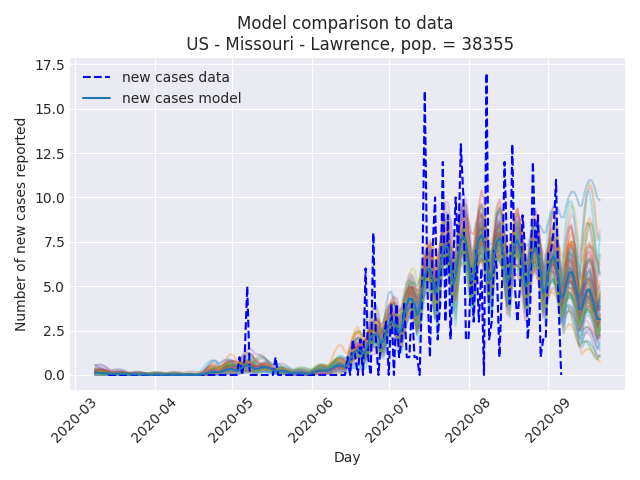 Model comparison to data
US - Missouri - Lawrence, pop. = 38355
new cases data
new cases model
Number of new cases reported
17.5
15.0
12.5
10.0
7.5
5.0
2.5
0.0
2020-03
2020-04
2020-05
2020-06
2020-07
2020-08
2020-09
Day